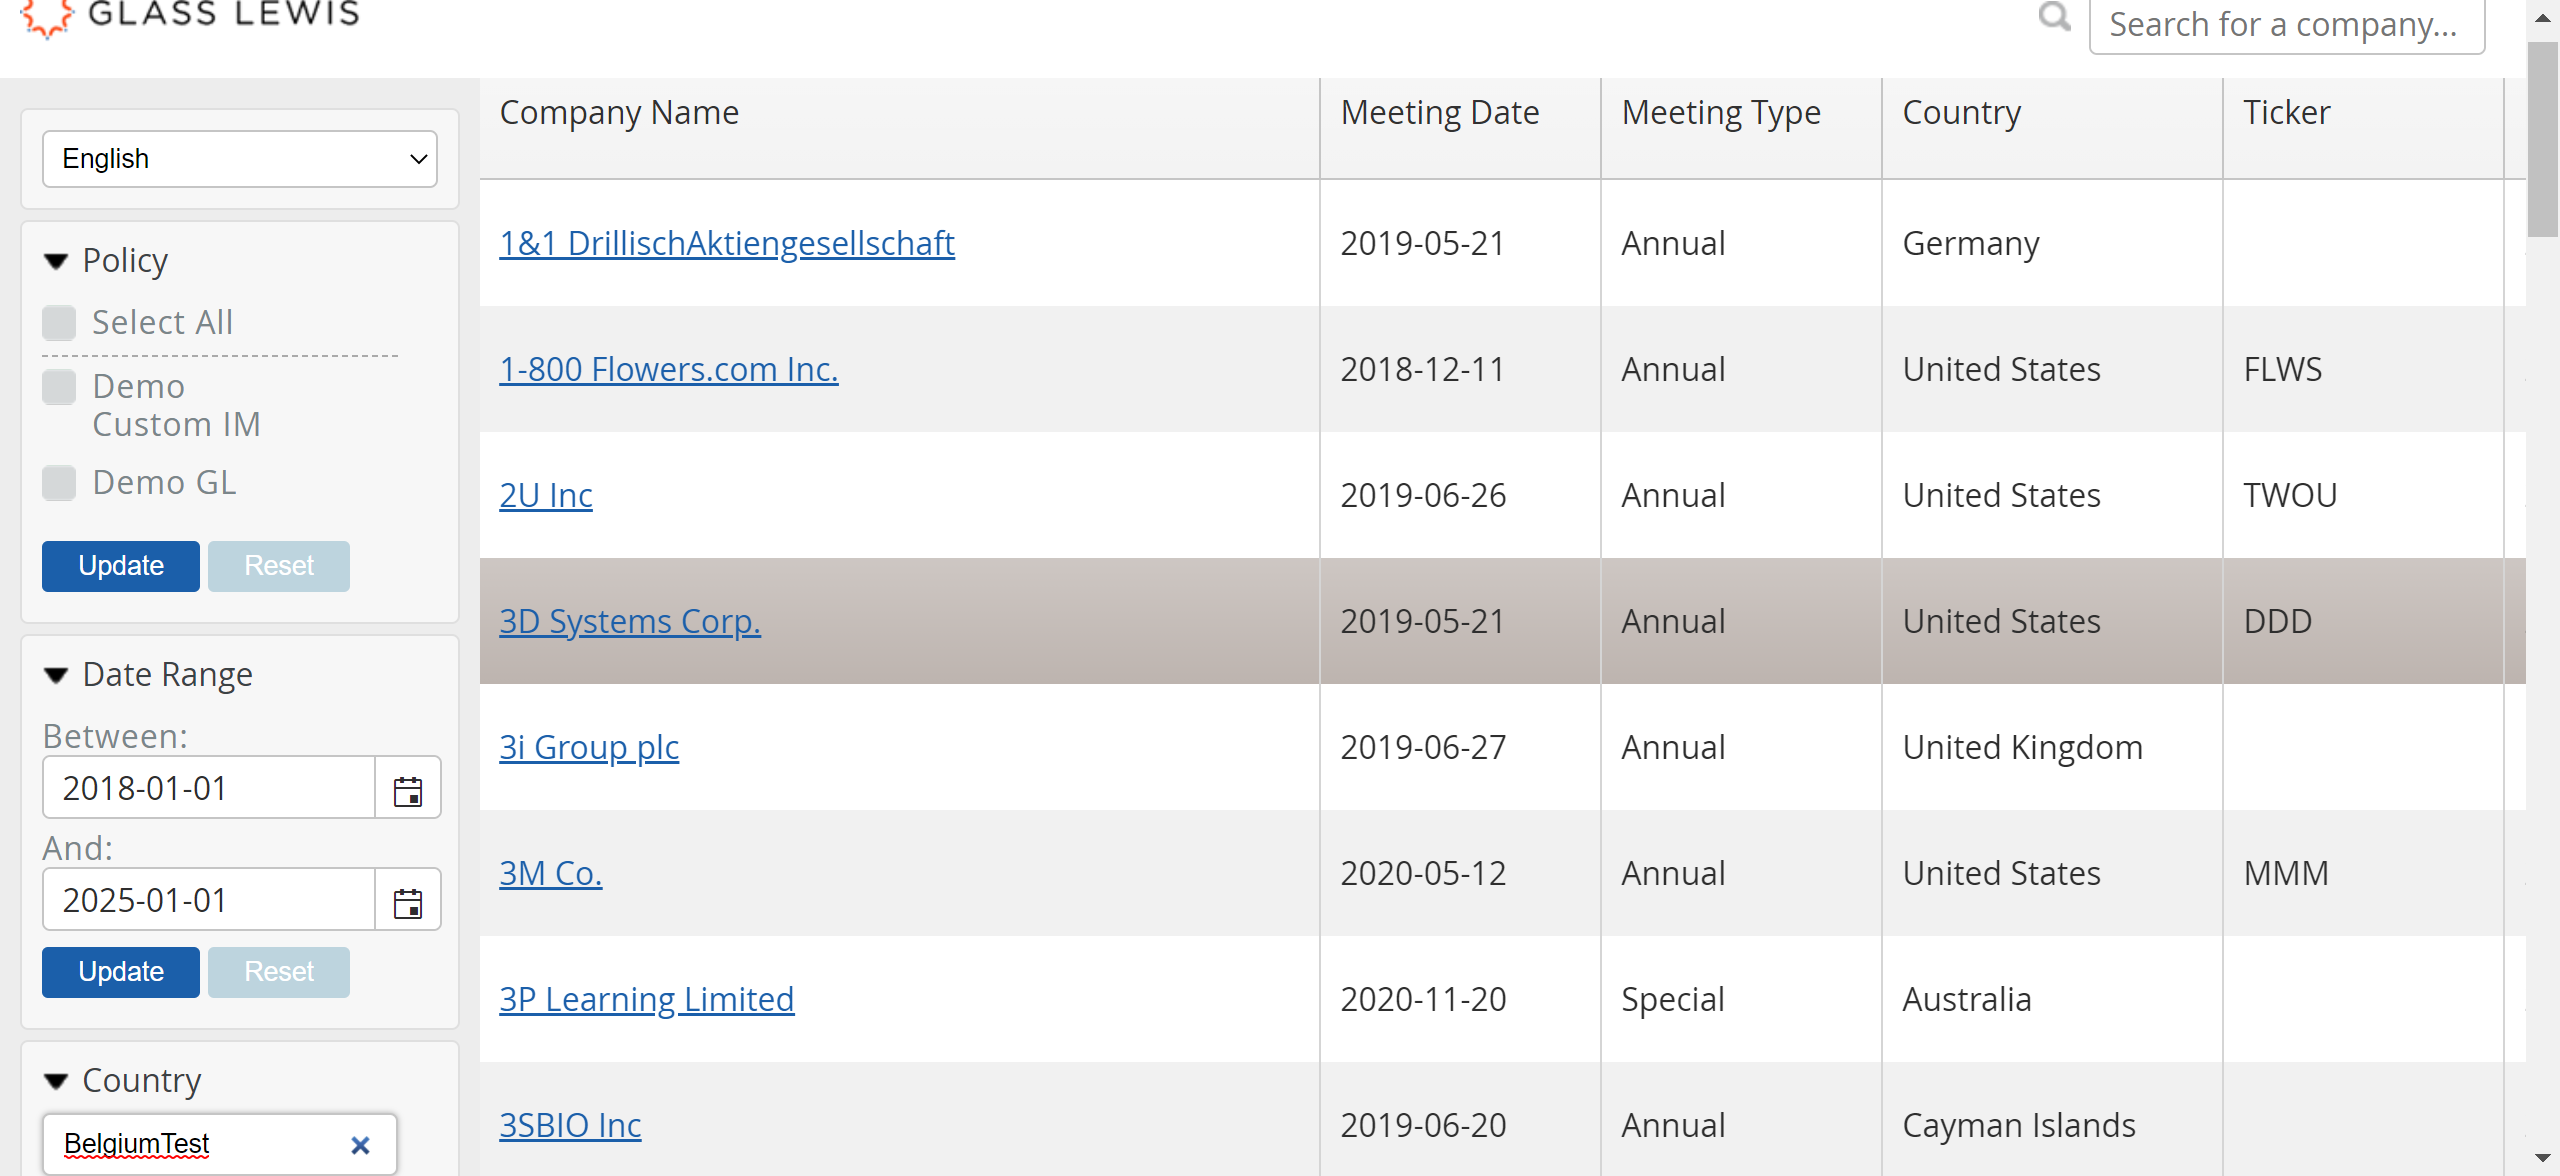 GLASS LEWIS
Search for a company...
English
Policy
Select All
Demo
Custom IM
Demo GL
Update Reset
Date Range
Between:
2018-01-01
And:
2025-01-01
Update Reset
Country
BelgiumTest
Company Name Meeting Date Meeting Type Country Ticker
1&1 DrillischAktiengesellschaft 2019-05-21 Annual Germany
1-800 Flowers.com Inc. 2018-12-11 Annual United States FLWS
2U Inc 2019-06-26 Annual United States TWOU
3D Systems Corp. 2019-05-21 Annual United States DDD
3i Group plc 2019-06-27 Annual United Kingdom
3M Co. 2020-05-12 Annual United States MMM
3P Learning Limited 2020-11-20 Special Australia
3SBIO Inc 2019-06-20 Annual Cayman Islands